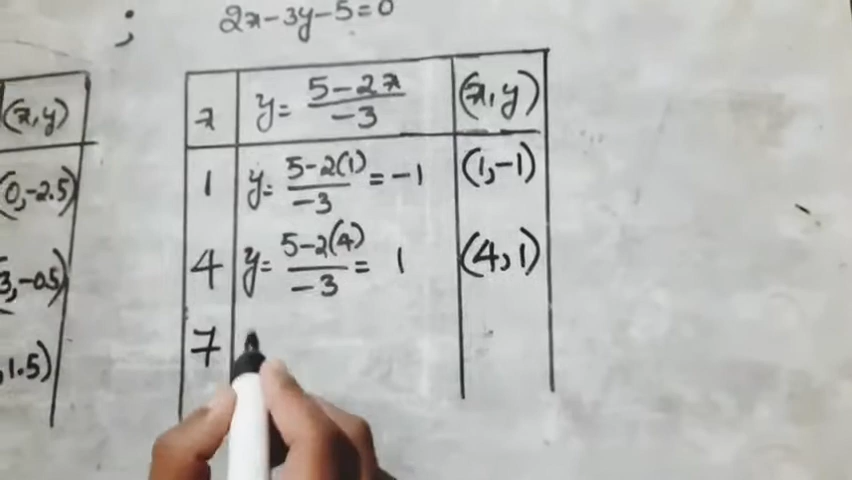 ; 2x-3y-5=0
(x,y) x y= 5-2x/-3 (x,y)
(0,-2.5) 1 y= 5-2(1)/-3 = -1 (1,-1)
3,-0.5) 4 y= 5-2(4)/-3 = 1 (4,1)
,1.5) 7